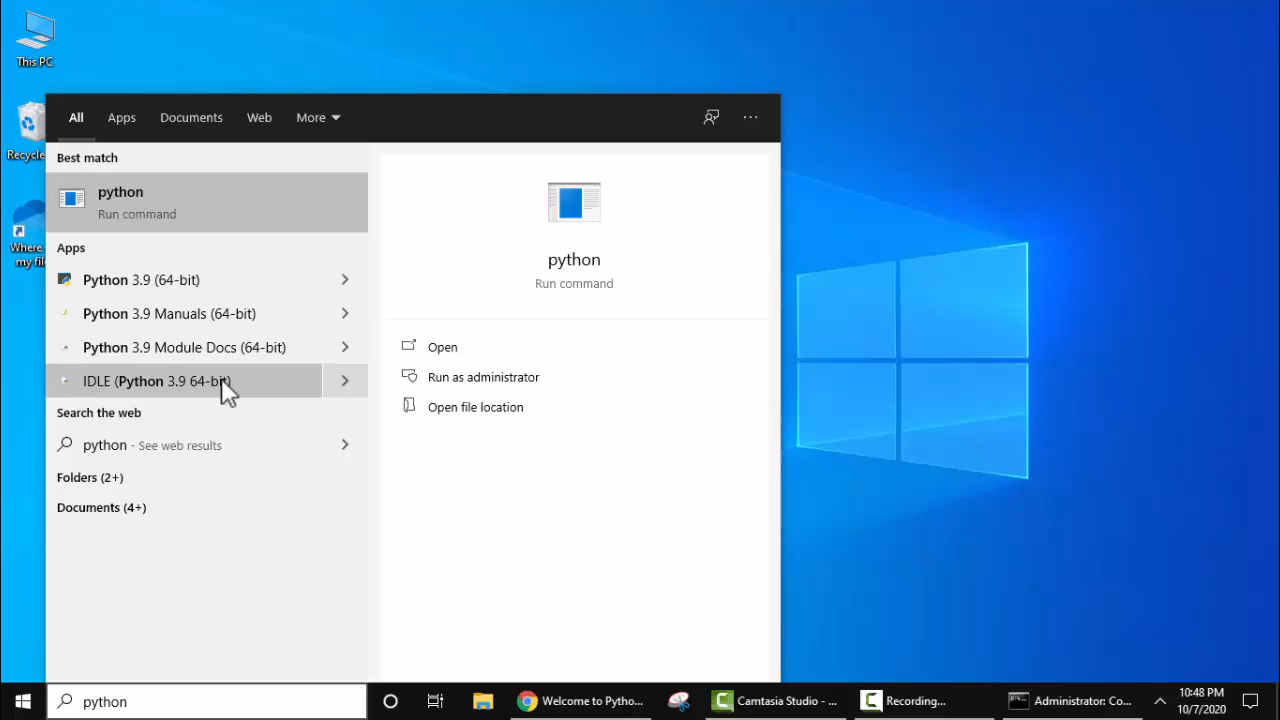 This PC
Recycle
Where
my file
All
Apps
Documents
Web
More
Best match
python
Run command
Apps
Python 3.9 (64-bit)
Python 3.9 Manuals (64-bit)
Python 3.9 Module Docs (64-bit)
IDLE (Python 3.9 64-bit)
Search the web
python - See web results
Folders (2+)
Documents (4+)
python
Run command
Open
Run as administrator
Open file location
python
Welcome to Pytho...
Camtasia Studio - ...
Recording...
Administrator: Co...
10:48 PM
10/7/2020